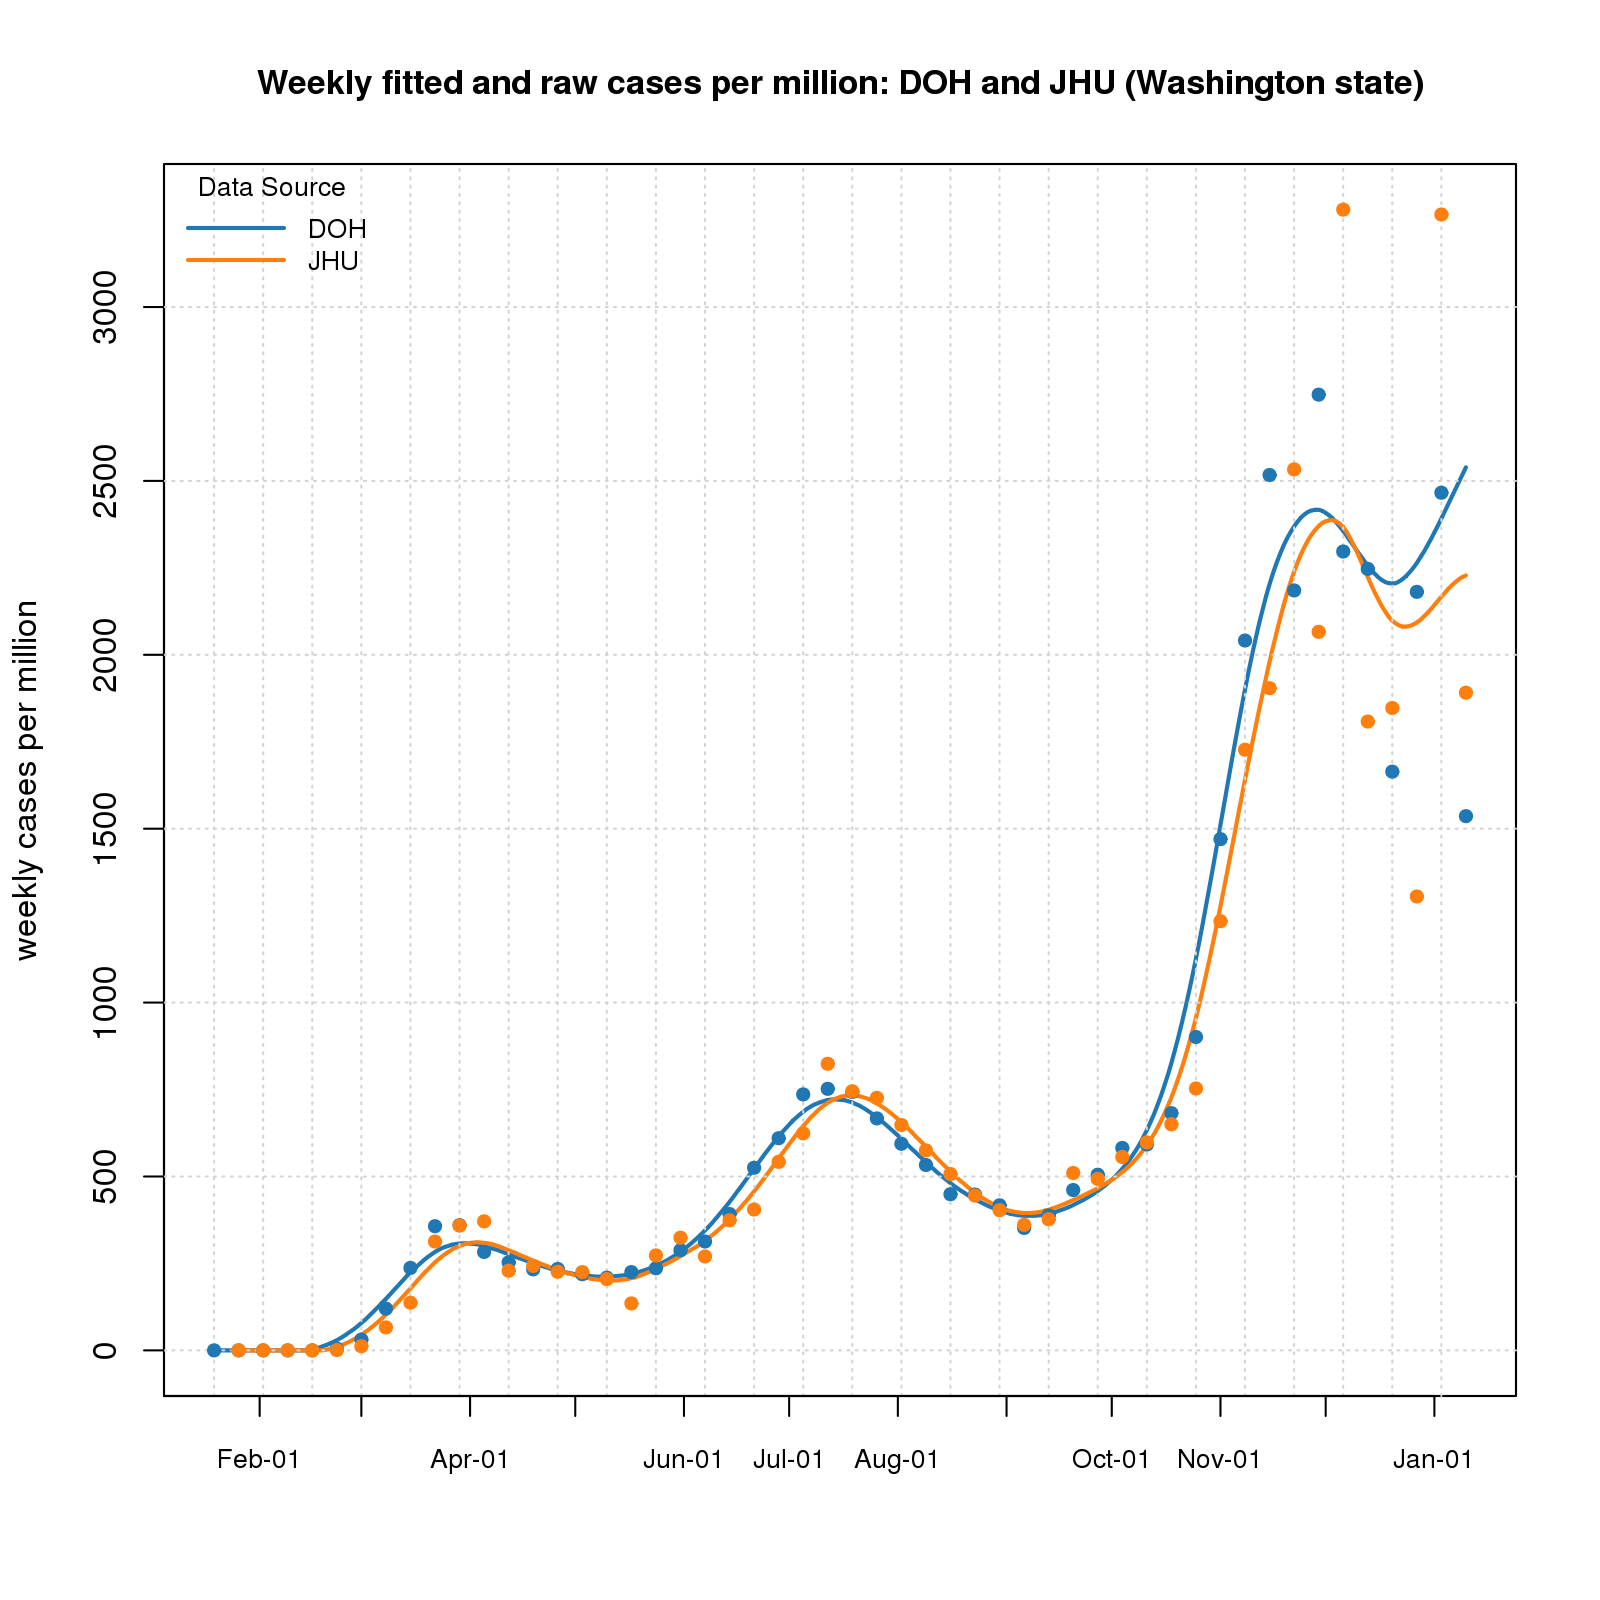 Weekly fitted and raw cases per million: DOH and JHU (Washington state)
Data Source
DOH
JHU
weekly cases per million
3000
2500
2000
1500
1000
500
0
Feb-01 Apr-01 Jun-01 Jul-01 Aug-01 Oct-01 Nov-01 Jan-01